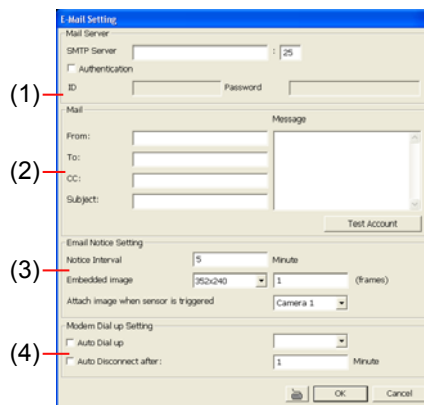 E-Mail Setting
Mail Server
SMTP Server : 25
Authentication
(1)
ID Password
Mail
Message
From:
To:
(2)
CC:
Subject:
Test Account
Email Notice Setting
Notice Interval 5 Minute
(3)
Embedded image 352x240 1 (frames)
Attach image when sensor is triggered Camera 1
Modem Dial up Setting
Auto Dial up
(4)
Auto Disconnect after: 1 Minute
OK Cancel